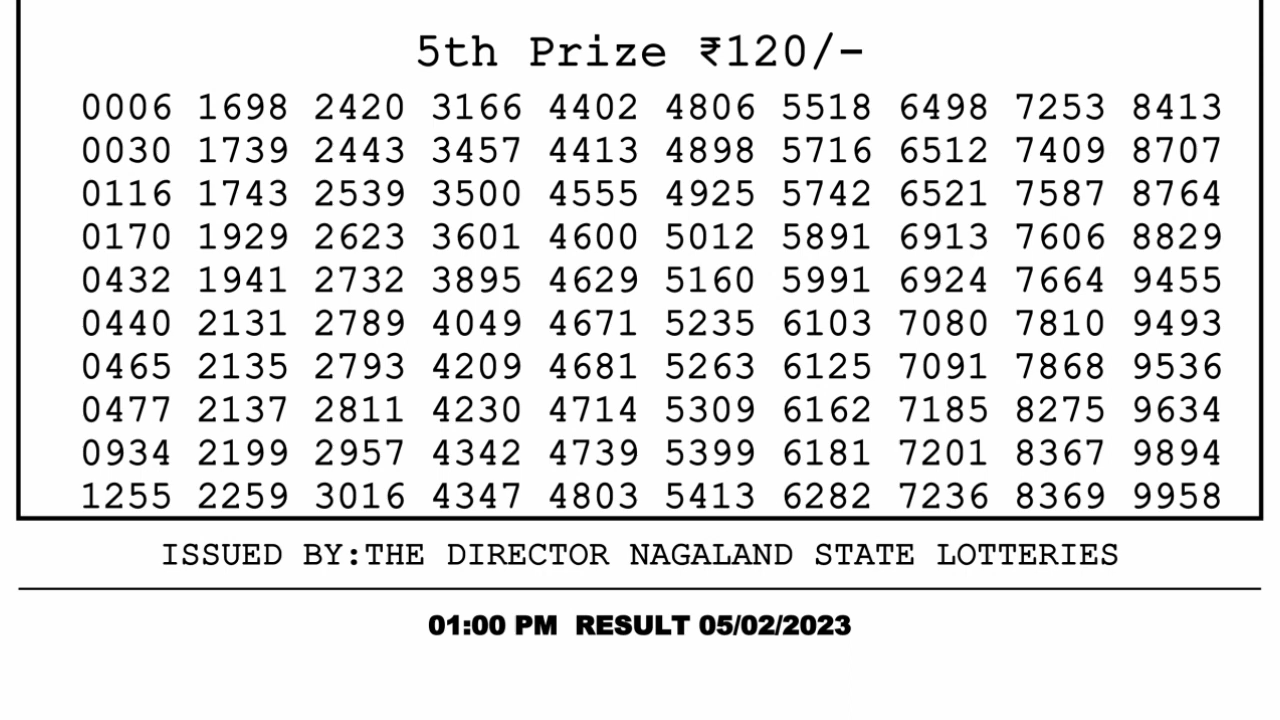 5th Prize ₹120/-
0006 1698 2420 3166 4402 4806 5518 6498 7253 8413
0030 1739 2443 3457 4413 4898 5716 6512 7409 8707
0116 1743 2539 3500 4555 4925 5742 6521 7587 8764
0170 1929 2623 3601 4600 5012 5891 6913 7606 8829
0432 1941 2732 3895 4629 5160 5991 6924 7664 9455
0440 2131 2789 4049 4671 5235 6103 7080 7810 9493
0465 2135 2793 4209 4681 5263 6125 7091 7868 9536
0477 2137 2811 4230 4714 5309 6162 7185 8275 9634
0934 2199 2957 4342 4739 5399 6181 7201 8367 9894
1255 2259 3016 4347 4803 5413 6282 7236 8369 9958
ISSUED BY:THE DIRECTOR NAGALAND STATE LOTTERIES
01:00 PM RESULT 05/02/2023